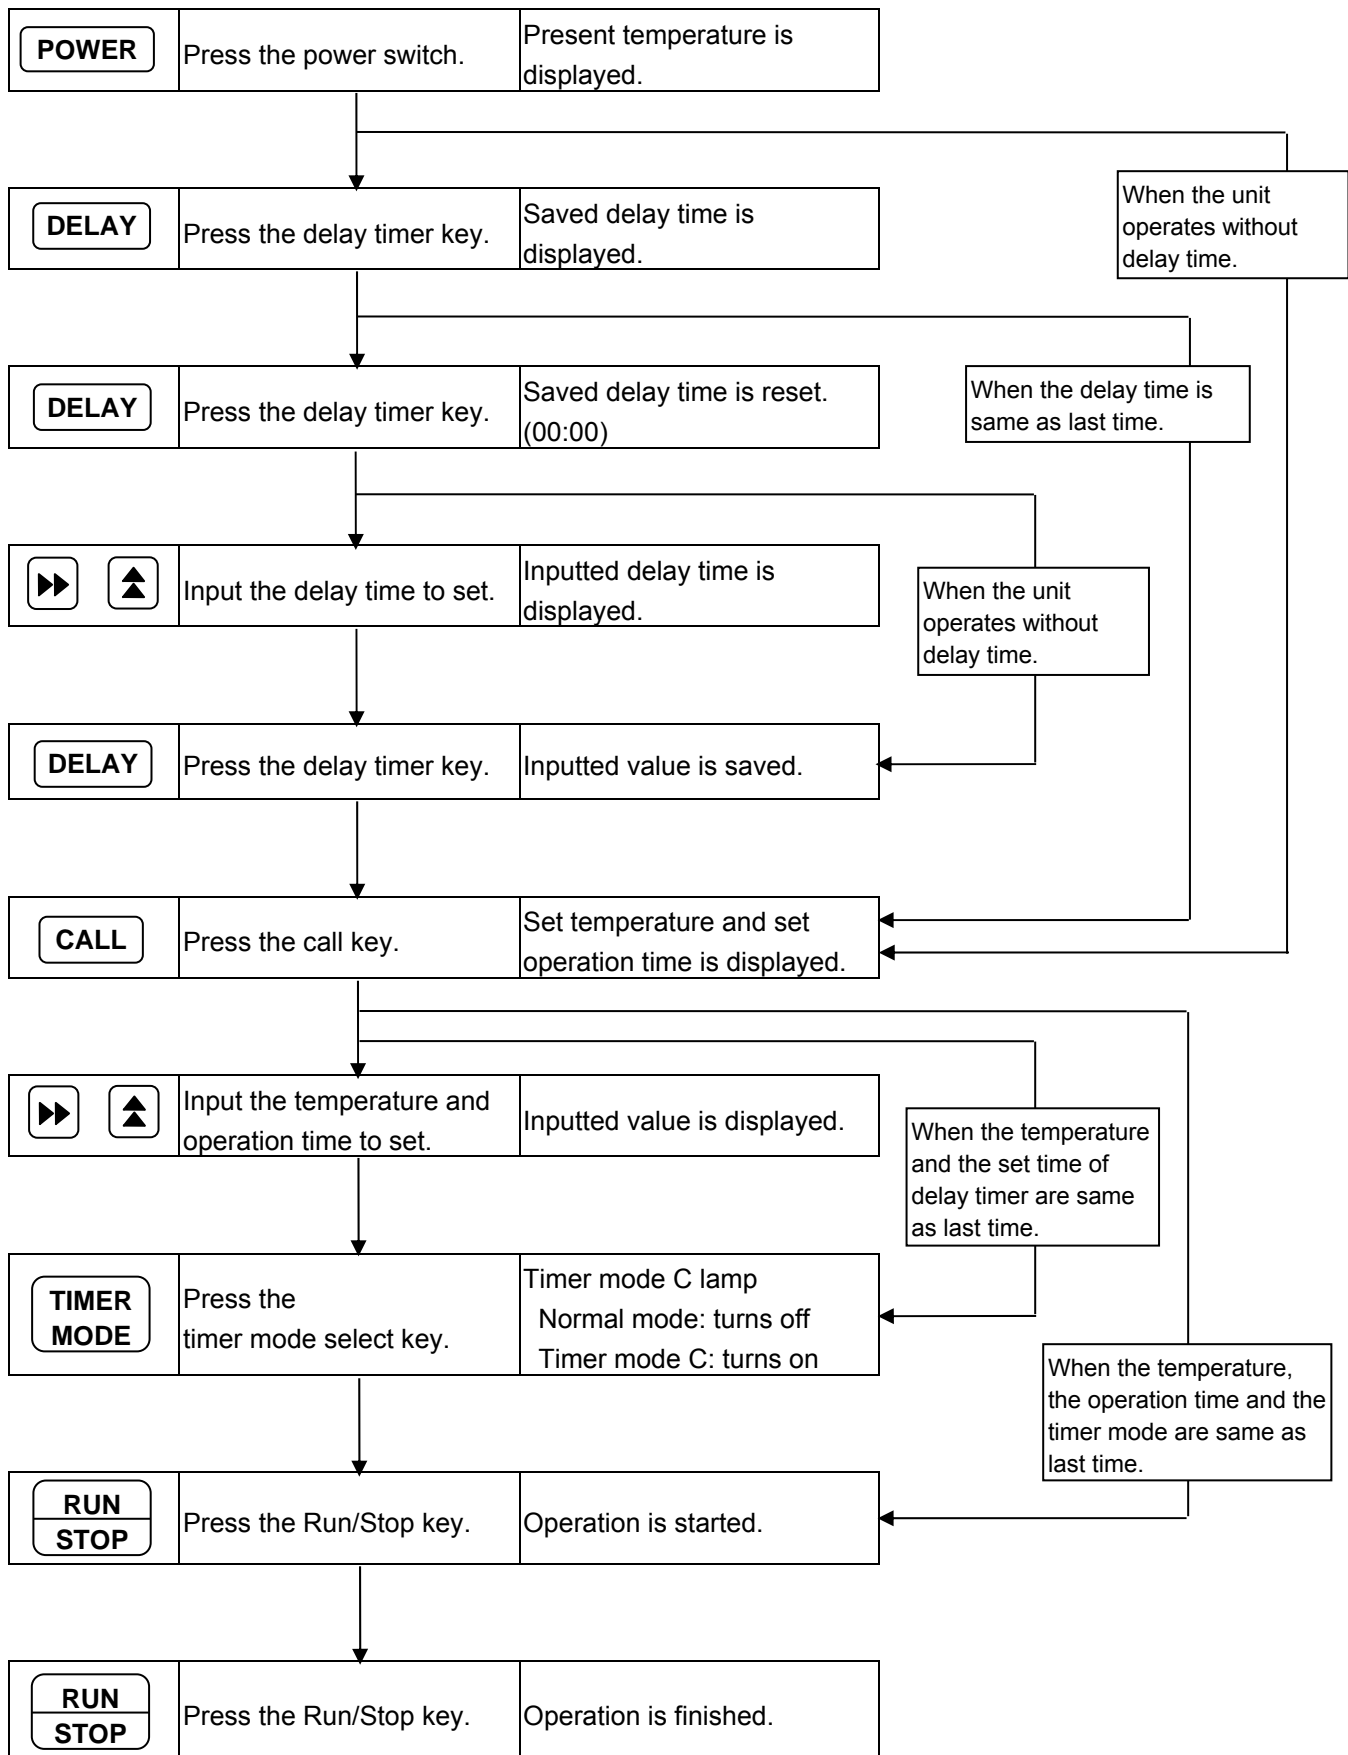 POWER
Press the power switch.
Present temperature is
displayed.
When the unit
operates without
delay time.
DELAY
Press the delay timer key.
Saved delay time is
displayed.
When the delay time is
same as last time.
DELAY
Press the delay timer key.
Saved delay time is reset.
(00:00)
Input the delay time to set.
Inputted delay time is
displayed.
When the unit
operates without
delay time.
DELAY
Press the delay timer key.
Inputted value is saved.
CALL
Press the call key.
Set temperature and set
operation time is displayed.
Input the temperature and
operation time to set.
Inputted value is displayed.
When the temperature
and the set time of
delay timer are same
as last time.
TIMER
MODE
Press the
timer mode select key.
Timer mode C lamp
Normal mode: turns off
Timer mode C: turns on
When the temperature,
the operation time and the
timer mode are same as
last time.
RUN
STOP
Press the Run/Stop key.
Operation is started.
RUN
STOP
Press the Run/Stop key.
Operation is finished.